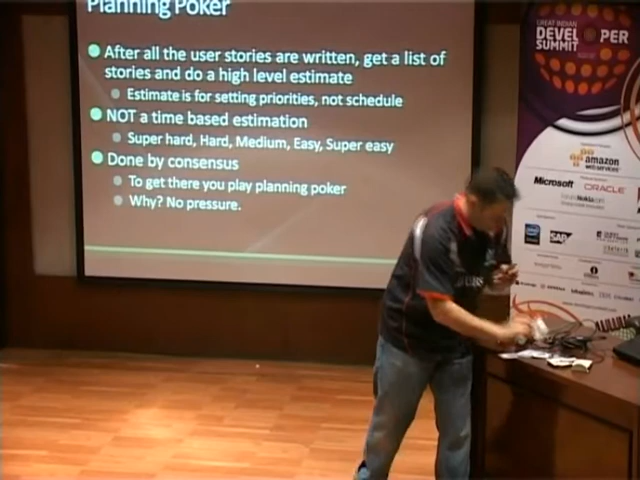 Planning Poker
After all the user stories are written, get a list of
stories and do a high level estimate
Estimate is for setting priorities, not schedule
NOT a time based estimation
Super hard, Hard, Medium, Easy, Super easy
Done by consensus
To get there you play planning poker
Why? No pressure.
GREAT INDIAN
DEVEL PER
SUMMIT
amazon
webservices
Microsoft
ORACLE
intel
SAP